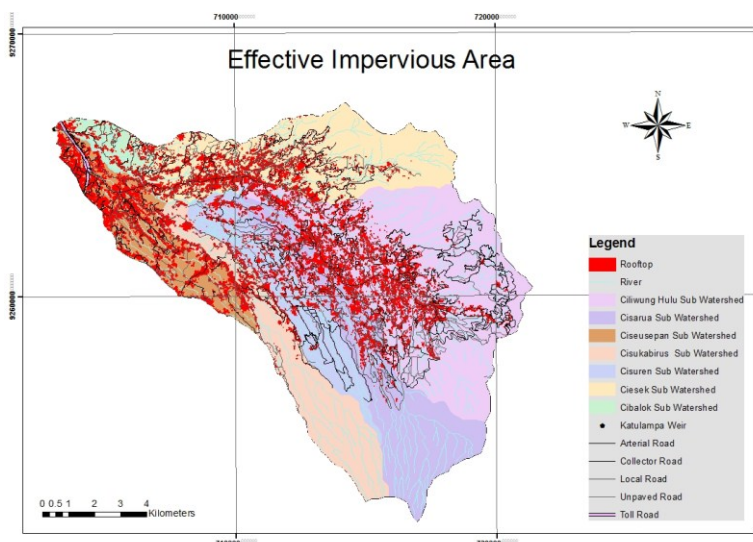 710000
720000
9270000
Effective Impervious Area
N
W
E
S
Legend
Rooftop
River
Ciliwung Hulu Sub Watershed
Cisarua Sub Watershed
Ciseusepan Sub Watershed
Cisukabirus Sub Watershed
Cisuren Sub Watershed
Ciesek Sub Watershed
Cibalok Sub Watershed
Katulampa Weir
Arterial Road
Collector Road
Local Road
Unpaved Road
Toll Road
9260000
0 0.5 1 2 3 4
Kilometers